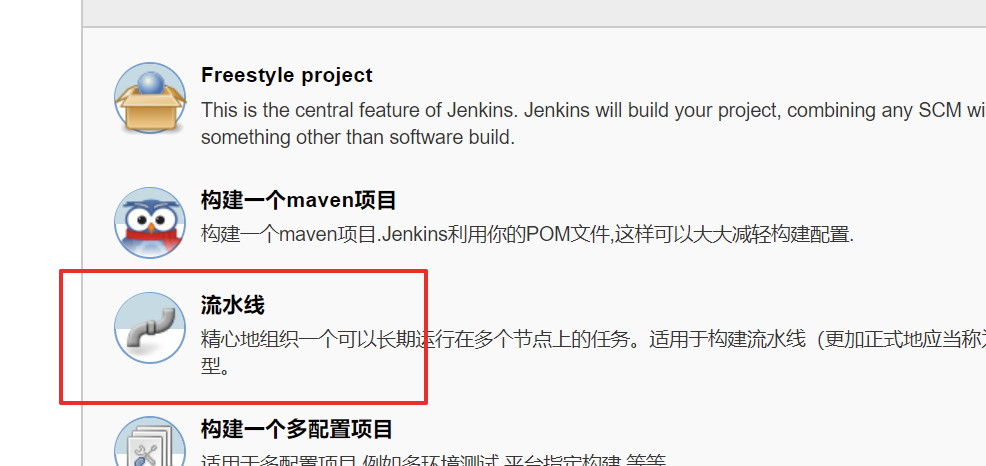 Freestyle project
This is the central feature of Jenkins. Jenkins will build your project, combining any SCM wi
something other than software build.
构建一个maven项目
构建一个maven项目.Jenkins利用你的POM文件,这样可以大大减轻构建配置.
流水线
精心地组织一个可以长期运行在多个节点上的任务。适用于构建流水线（更加正式地应当称为
型。
构建一个多配置项目
适用于多配置项目,例如多环境测试,平台指定构建,等等.